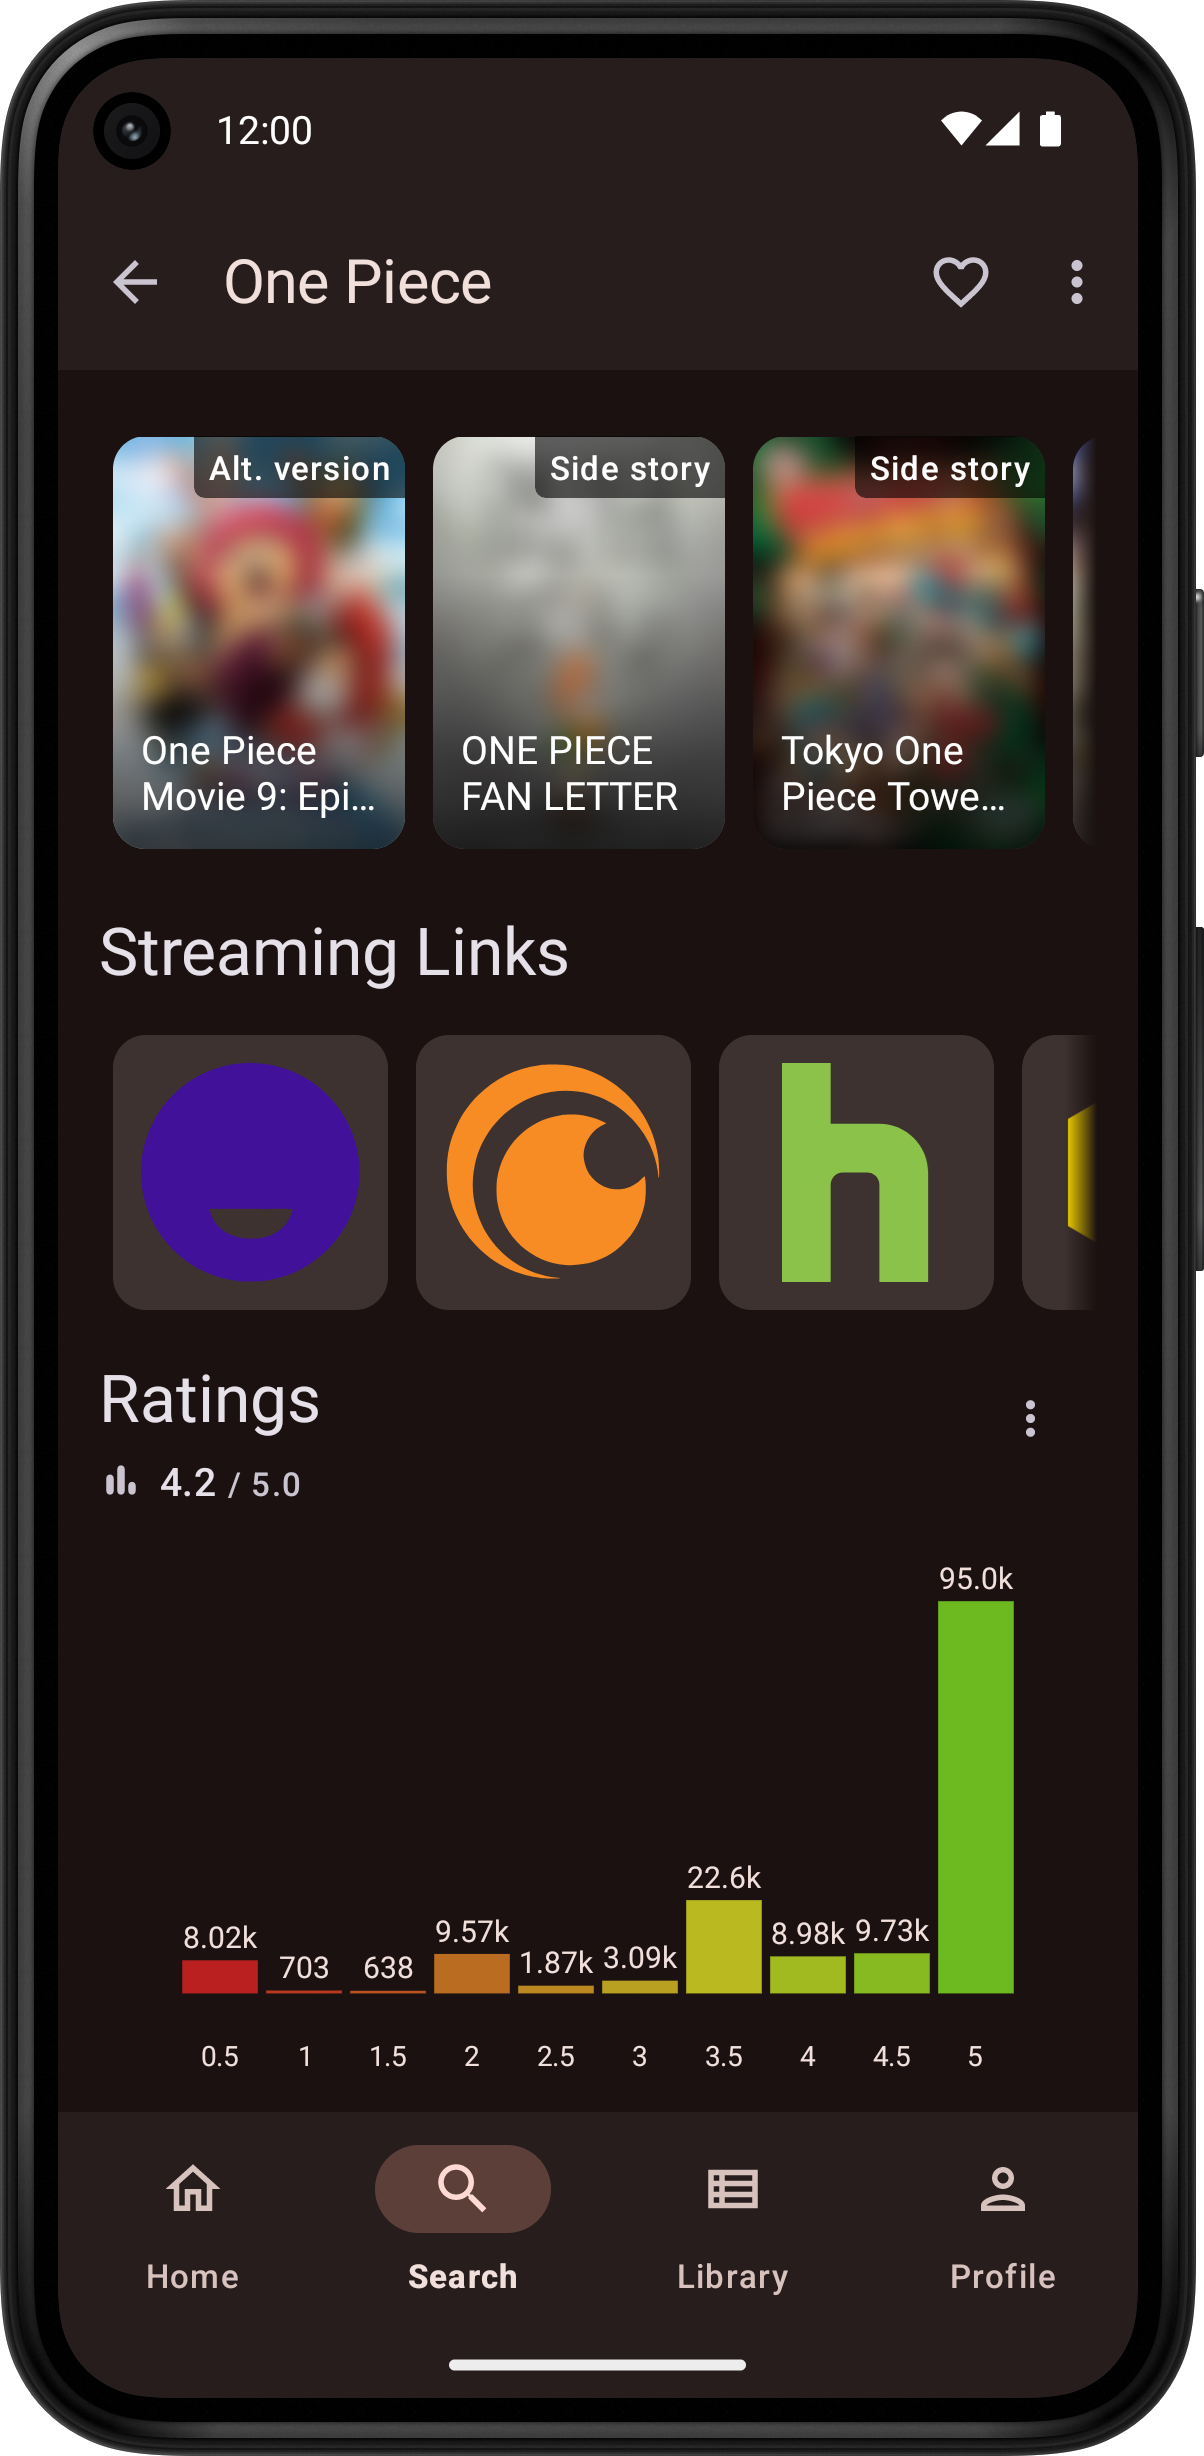 12:00
One Piece
Alt. version
One Piece
Movie 9: Epi...
Side story
ONE PIECE
FAN LETTER
Side story
Tokyo One
Piece Towe...
Streaming Links
Ratings
4.2 / 5.0
95.0k
22.6k
8.02k 703 638 9.57k 1.87k 3.09k 8.98k 9.73k
0.5 1 1.5 2 2.5 3 3.5 4 4.5 5
Home Search Library Profile